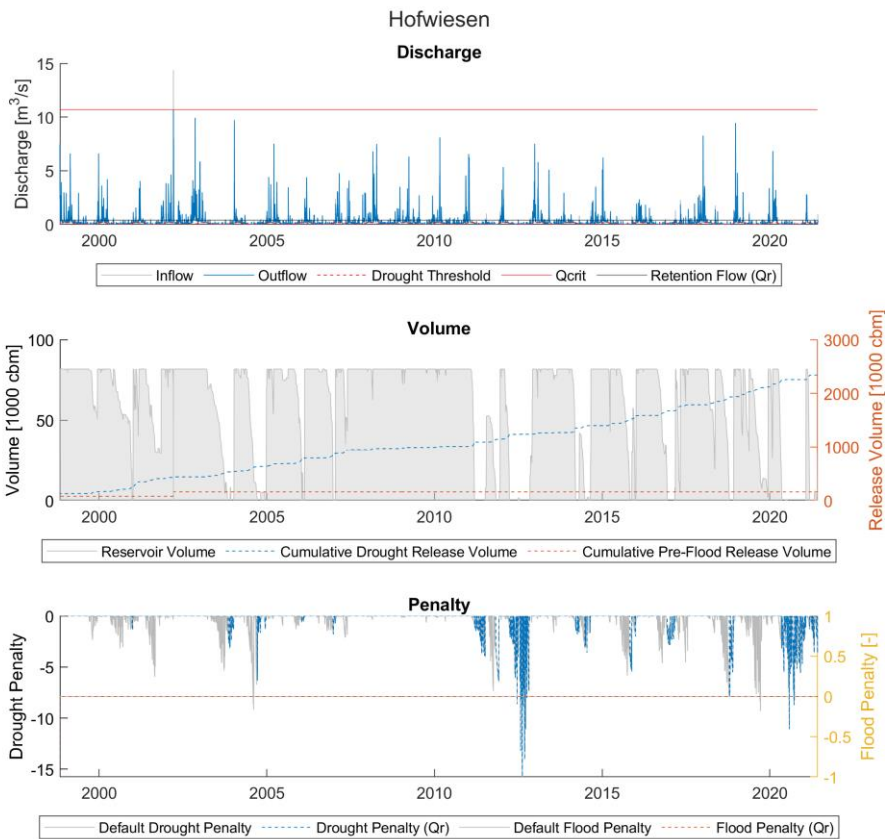 Hofwiesen
Discharge
Discharge [m³/s]
15
10
5
0
2000 2005 2010 2015 2020
Inflow Outflow Drought Threshold Qcrit Retention Flow (Qr)
Volume
Volume [1000 cbm]
100
50
0
Release Volume [1000 cbm]
3000
2000
1000
0
2000 2005 2010 2015 2020
Reservoir Volume Cumulative Drought Release Volume Cumulative Pre-Flood Release Volume
Penalty
Drought Penalty
0
-5
-10
-15
Flood Penalty [-]
1
0.5
0
-0.5
-1
2000 2005 2010 2015 2020
Default Drought Penalty Drought Penalty (Qr) Default Flood Penalty Flood Penalty (Qr)